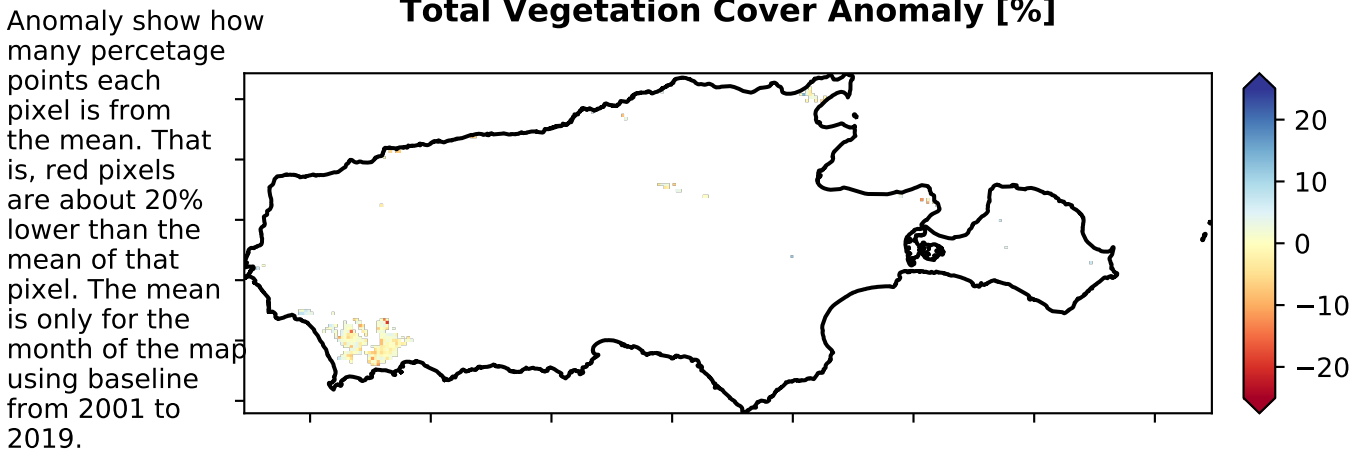 Total Vegetation Cover Anomaly [%]
Anomaly show how
many percetage
points each
pixel is from
the mean. That
is, red pixels
are about 20%
lower than the
mean of that
pixel. The mean
is only for the
month of the map
using baseline
from 2001 to
2019.
20
10
0
−10
−20